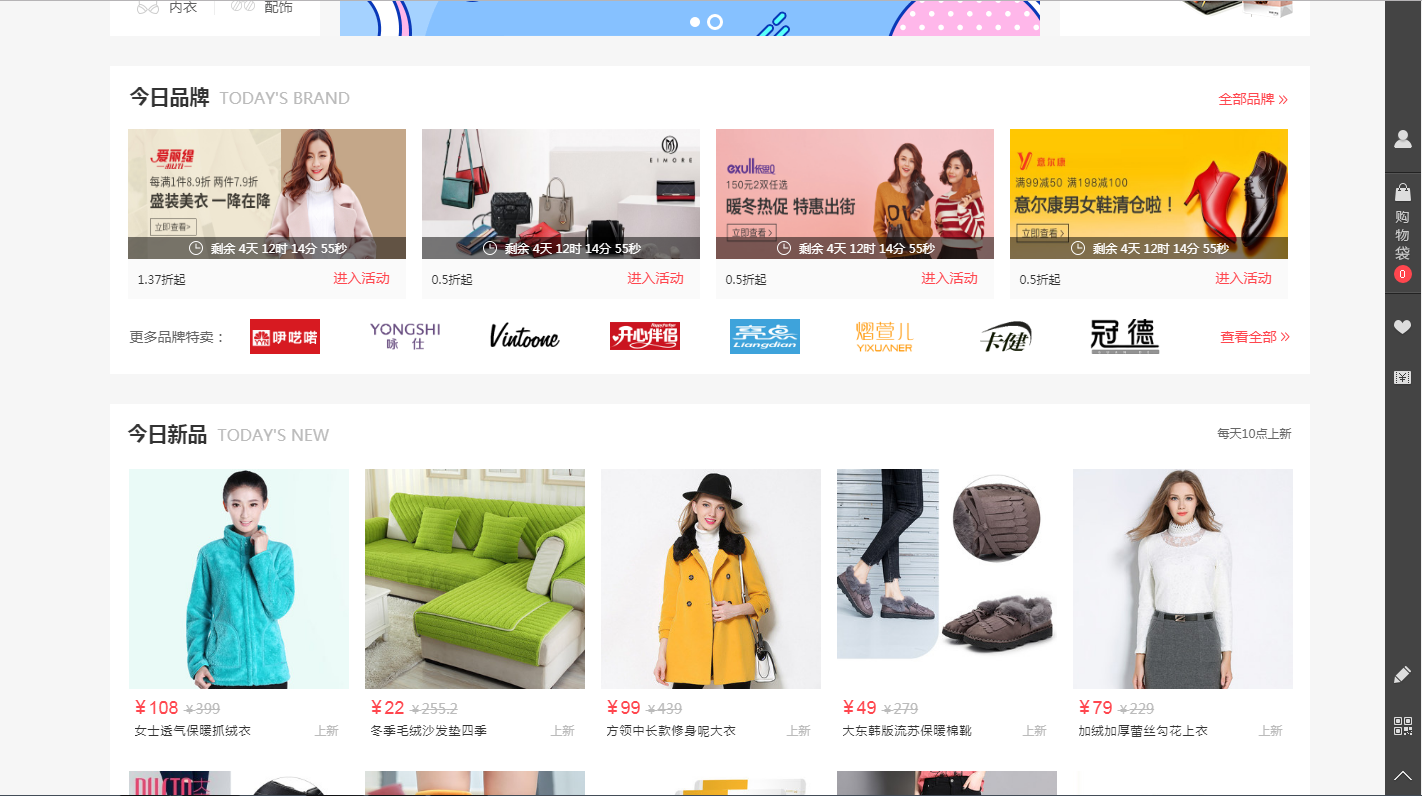 内衣 配饰
今日品牌 TODAY'S BRAND 全部品牌 »
爱丽缇
AILITI
每满1件8.9折 两件7.9折
盛装美衣 一降在降
立即查看>
剩余 4天 12时 14分 55秒
1.37折起 进入活动
EINORE
剩余 4天 12时 14分 55秒
0.5折起 进入活动
exull依思Q
150元2双任选
暖冬热促 特惠出街
立即查看 >
剩余 4天 12时 14分 55秒
0.5折起 进入活动
意尔康
满99减50 满198减100
意尔康男女鞋清仓啦！
立即查看 >
剩余 4天 12时 14分 55秒
0.5折起 进入活动
更多品牌特卖：
伊呓喏
YONGSHI
咏仕
Vintoone
开心伴侣
亮点
Liangdian
熠萱儿
YIXUANER
卡健
冠德
查看全部 »
今日新品 TODAY'S NEW 每天10点上新
¥108 ¥399
女士透气保暖抓绒衣 上新
¥22 ¥255.2
冬季毛绒沙发垫四季 上新
¥99 ¥439
方领中长款修身呢大衣 上新
¥49 ¥279
大东韩版流苏保暖棉靴 上新
¥79 ¥229
加绒加厚蕾丝勾花上衣 上新
购
物
袋
0